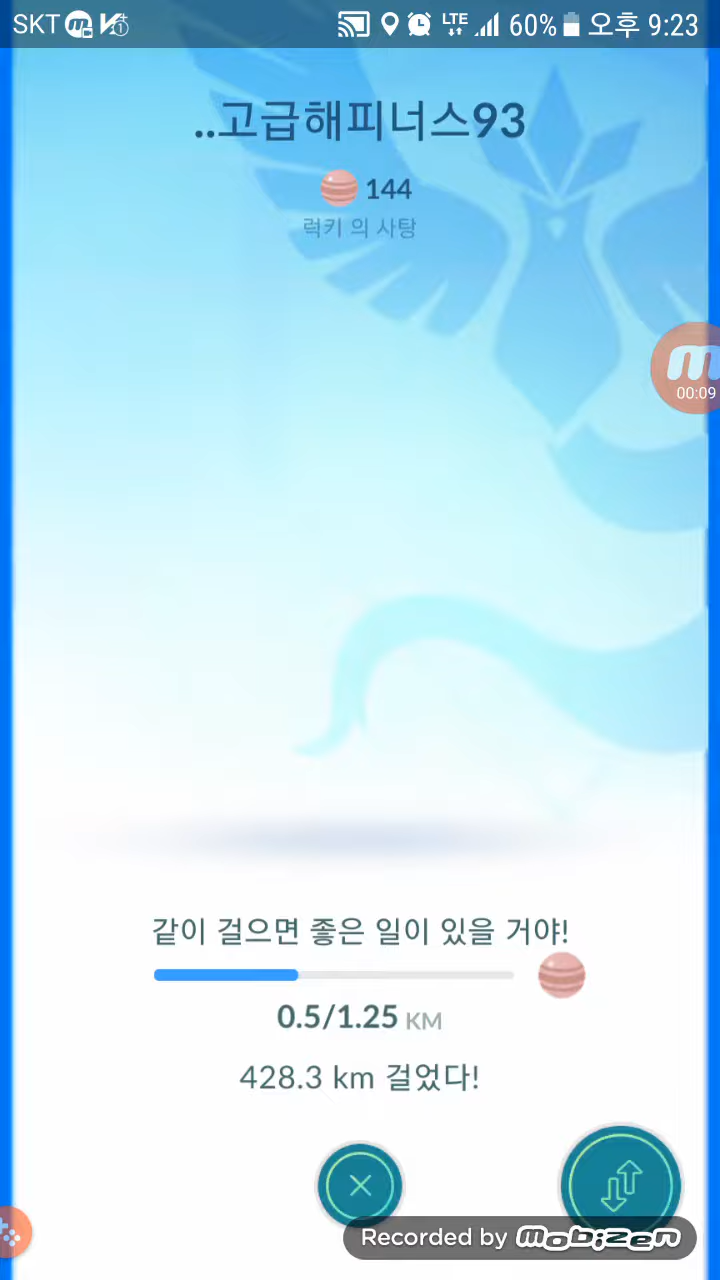 SKT LTE 60% 오후 9:23
..고급해피너스93
144
럭키 의 사탕
00:09
같이 걸으면 좋은 일이 있을 거야!
0.5/1.25 KM
428.3 km 걸었다!
Recorded by mobizen